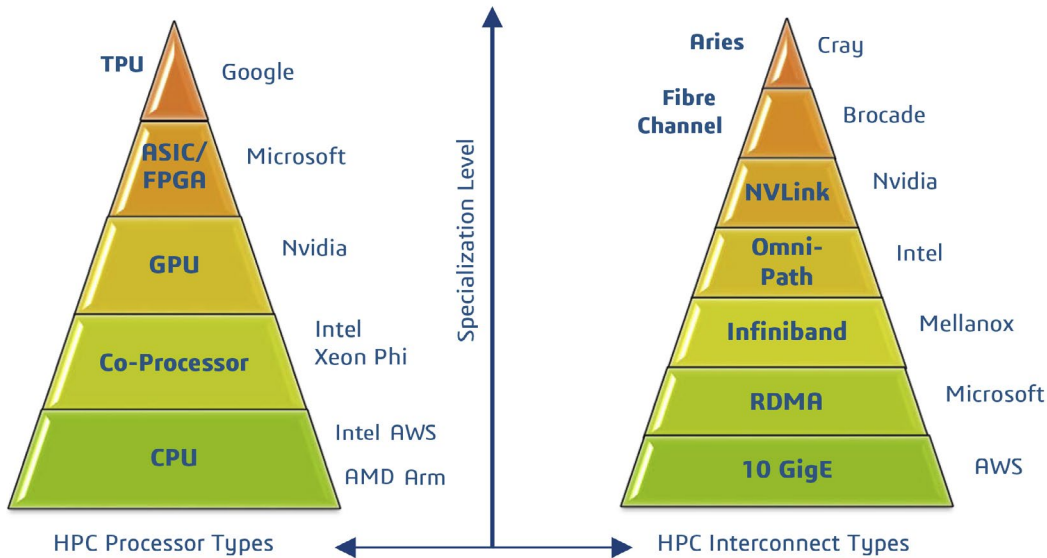 TPU
Google
ASIC/
FPGA
Microsoft
GPU
Nvidia
Co-Processor
Intel
Xeon Phi
CPU
Intel AWS
AMD Arm
HPC Processor Types
Specialization Level
Aries
Cray
Fibre
Channel
Brocade
NVLink
Nvidia
Omni-
Path
Intel
Infiniband
Mellanox
RDMA
Microsoft
10 GigE
AWS
HPC Interconnect Types